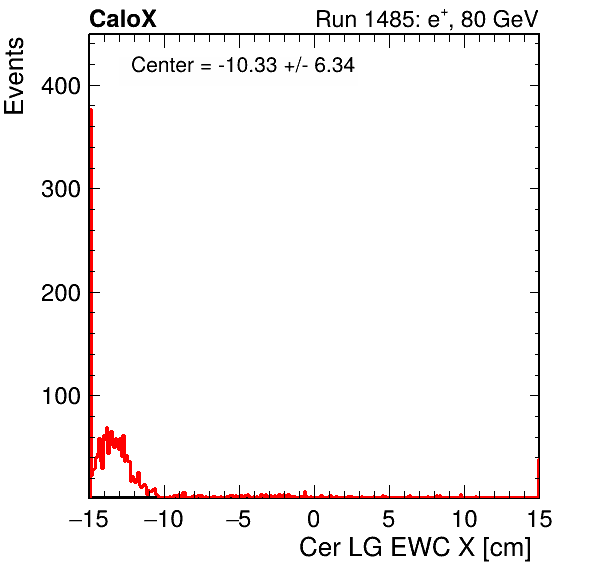 CaloX
Run 1485: e+, 80 GeV
Center = -10.33 +/- 6.34
Events
400
300
200
100
−15
−10
−5
0
5
10
15
Cer LG EWC X [cm]